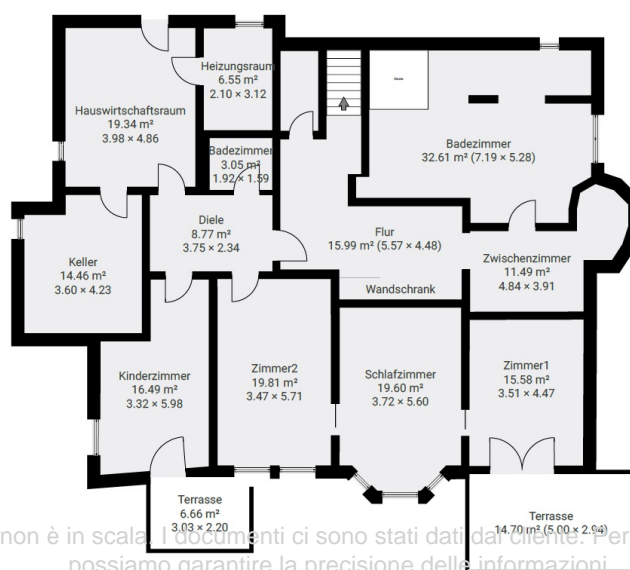 Heizungsraum
6.55 m²
2.10 × 3.12
Hauswirtschaftsraum
19.34 m²
3.98 × 4.86
Badezimmer
3.05 m²
1.92 × 1.59
Badezimmer
32.61 m² (7.19 × 5.28)
Diele
8.77 m²
3.75 × 2.34
Flur
15.99 m² (5.57 × 4.48)
Keller
14.46 m²
3.60 × 4.23
Zwischenzimmer
11.49 m²
4.84 × 3.91
Wandschrank
Kinderzimmer
16.49 m²
3.32 × 5.98
Zimmer2
19.81 m²
3.47 × 5.71
Schlafzimmer
19.60 m²
3.72 × 5.60
Zimmer1
15.58 m²
3.51 × 4.47
Terrasse
6.66 m²
3.03 × 2.20
Terrasse
14.70 m² (5.00 × 2.94)
non è in scala. I documenti ci sono stati dati dal cliente. Per
possiamo garantire la precisione delle informazioni